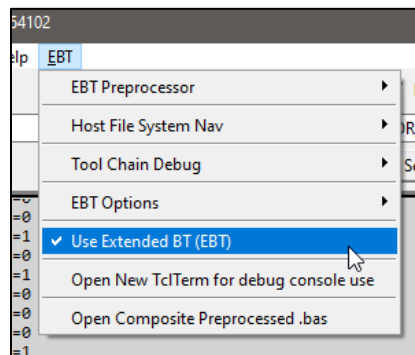 54102
elp EBT
EBT Preprocessor
Host File System Nav
Tool Chain Debug
EBT Options
=0
✓ Use Extended BT (EBT)
=1
=0
=1
Open New TclTerm for debug console use
=0
=0
Open Composite Preprocessed .bas
=0
=1